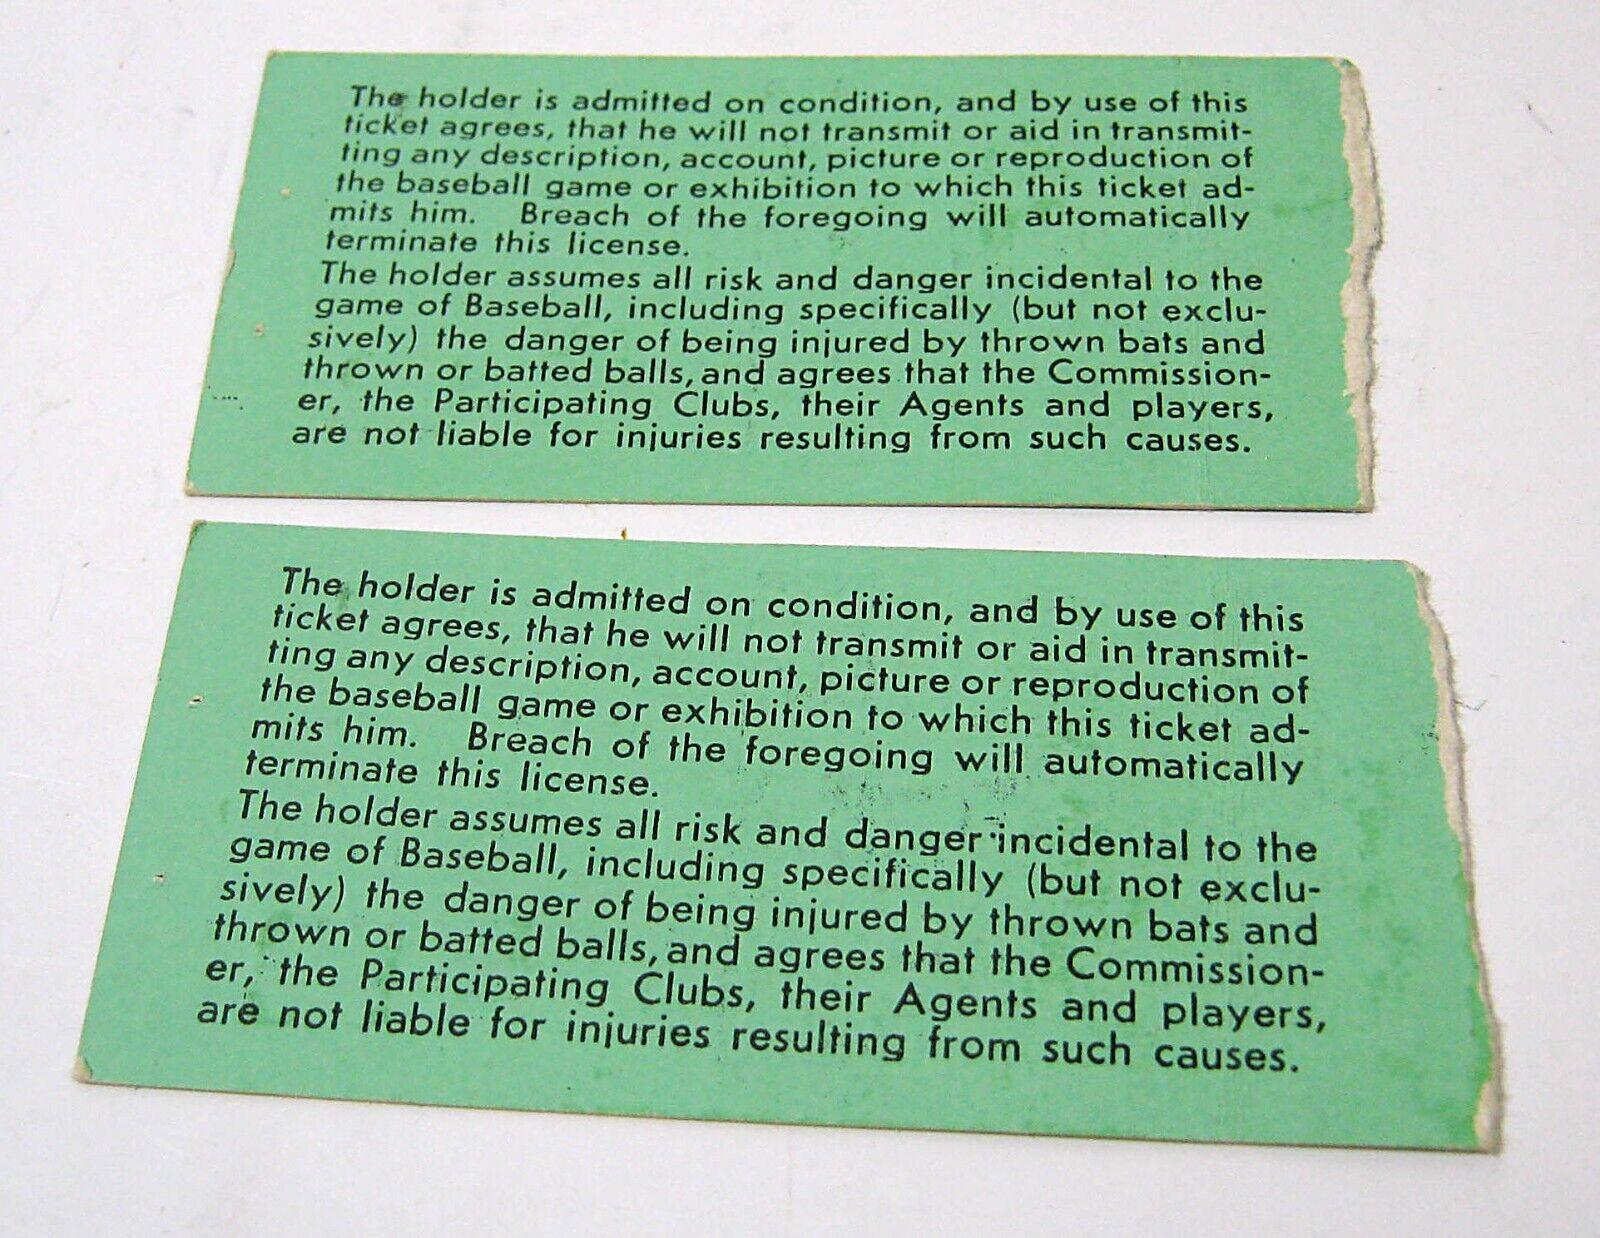 The holder is admitted on condition, and by use of this
ticket agrees, that he will not transmit or aid in transmit-
ting any description, account, picture or reproduction of
the baseball game or exhibition to which this ticket ad-
mits him. Breach of the foregoing will automatically
terminate this license.
The holder assumes all risk and danger incidental to the
game of Baseball, including specifically (but not exclu-
sively) the danger of being injured by thrown bats and
thrown or batted balls, and agrees that the Commission-
er, the Participating Clubs, their Agents and players,
are not liable for injuries resulting from such causes.
The holder is admitted on condition, and by use of this
ticket agrees, that he will not transmit or aid in transmit-
ting any description, account, picture or reproduction of
the baseball game or exhibition to which this ticket ad-
mits him. Breach of the foregoing will automatically
terminate this license.
The holder assumes all risk and danger incidental to the
game of Baseball, including specifically (but not exclu-
sively) the danger of being injured by thrown bats and
thrown or batted balls, and agrees that the Commission-
er, the Participating Clubs, their Agents and players,
are not liable for injuries resulting from such causes.